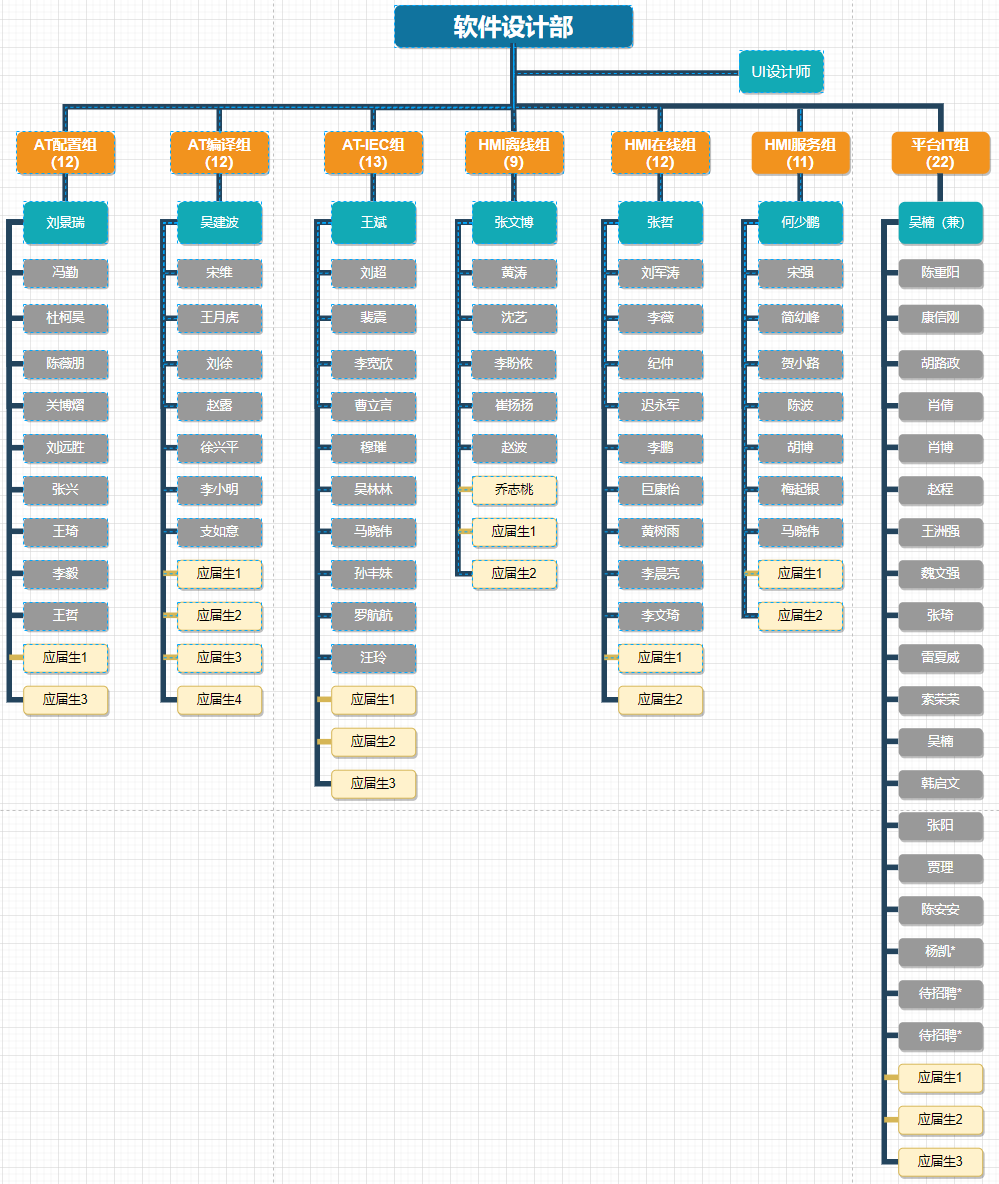 软件设计部
UI设计师
AT配置组
(12)
刘景瑞
冯勤
杜柯昊
陈薇朋
关博熠
刘远胜
张兴
王琦
李毅
王哲
应届生1
应届生3
AT编译组
(12)
吴建波
宋维
王月虎
刘徐
赵露
徐兴平
李小明
支如意
应届生1
应届生2
应届生3
应届生4
AT-IEC组
(13)
王斌
刘超
裴震
李宽欣
曹立言
穆璀
吴林林
马晓伟
孙丰妹
罗航航
汪玲
应届生1
应届生2
应届生3
HMI离线组
(9)
张文博
黄涛
沈艺
李盼侬
崔扬扬
赵波
乔志桃
应届生1
应届生2
HMI在线组
(12)
张哲
刘军涛
李薇
纪仲
迟永军
李鹏
巨康怡
黄树雨
李晨亮
李文琦
应届生1
应届生2
HMI服务组
(11)
何少鹏
宋强
简幼峰
贺小路
陈波
胡博
梅起银
马晓伟
应届生1
应届生2
平台IT组
(22)
吴楠（兼）
陈重阳
康信刚
胡路政
肖倩
肖博
赵程
王洲强
魏文强
张琦
雷夏威
索荣荣
吴楠
韩启文
张阳
贾理
陈安安
杨凯*
待招聘*
待招聘*
应届生1
应届生2
应届生3